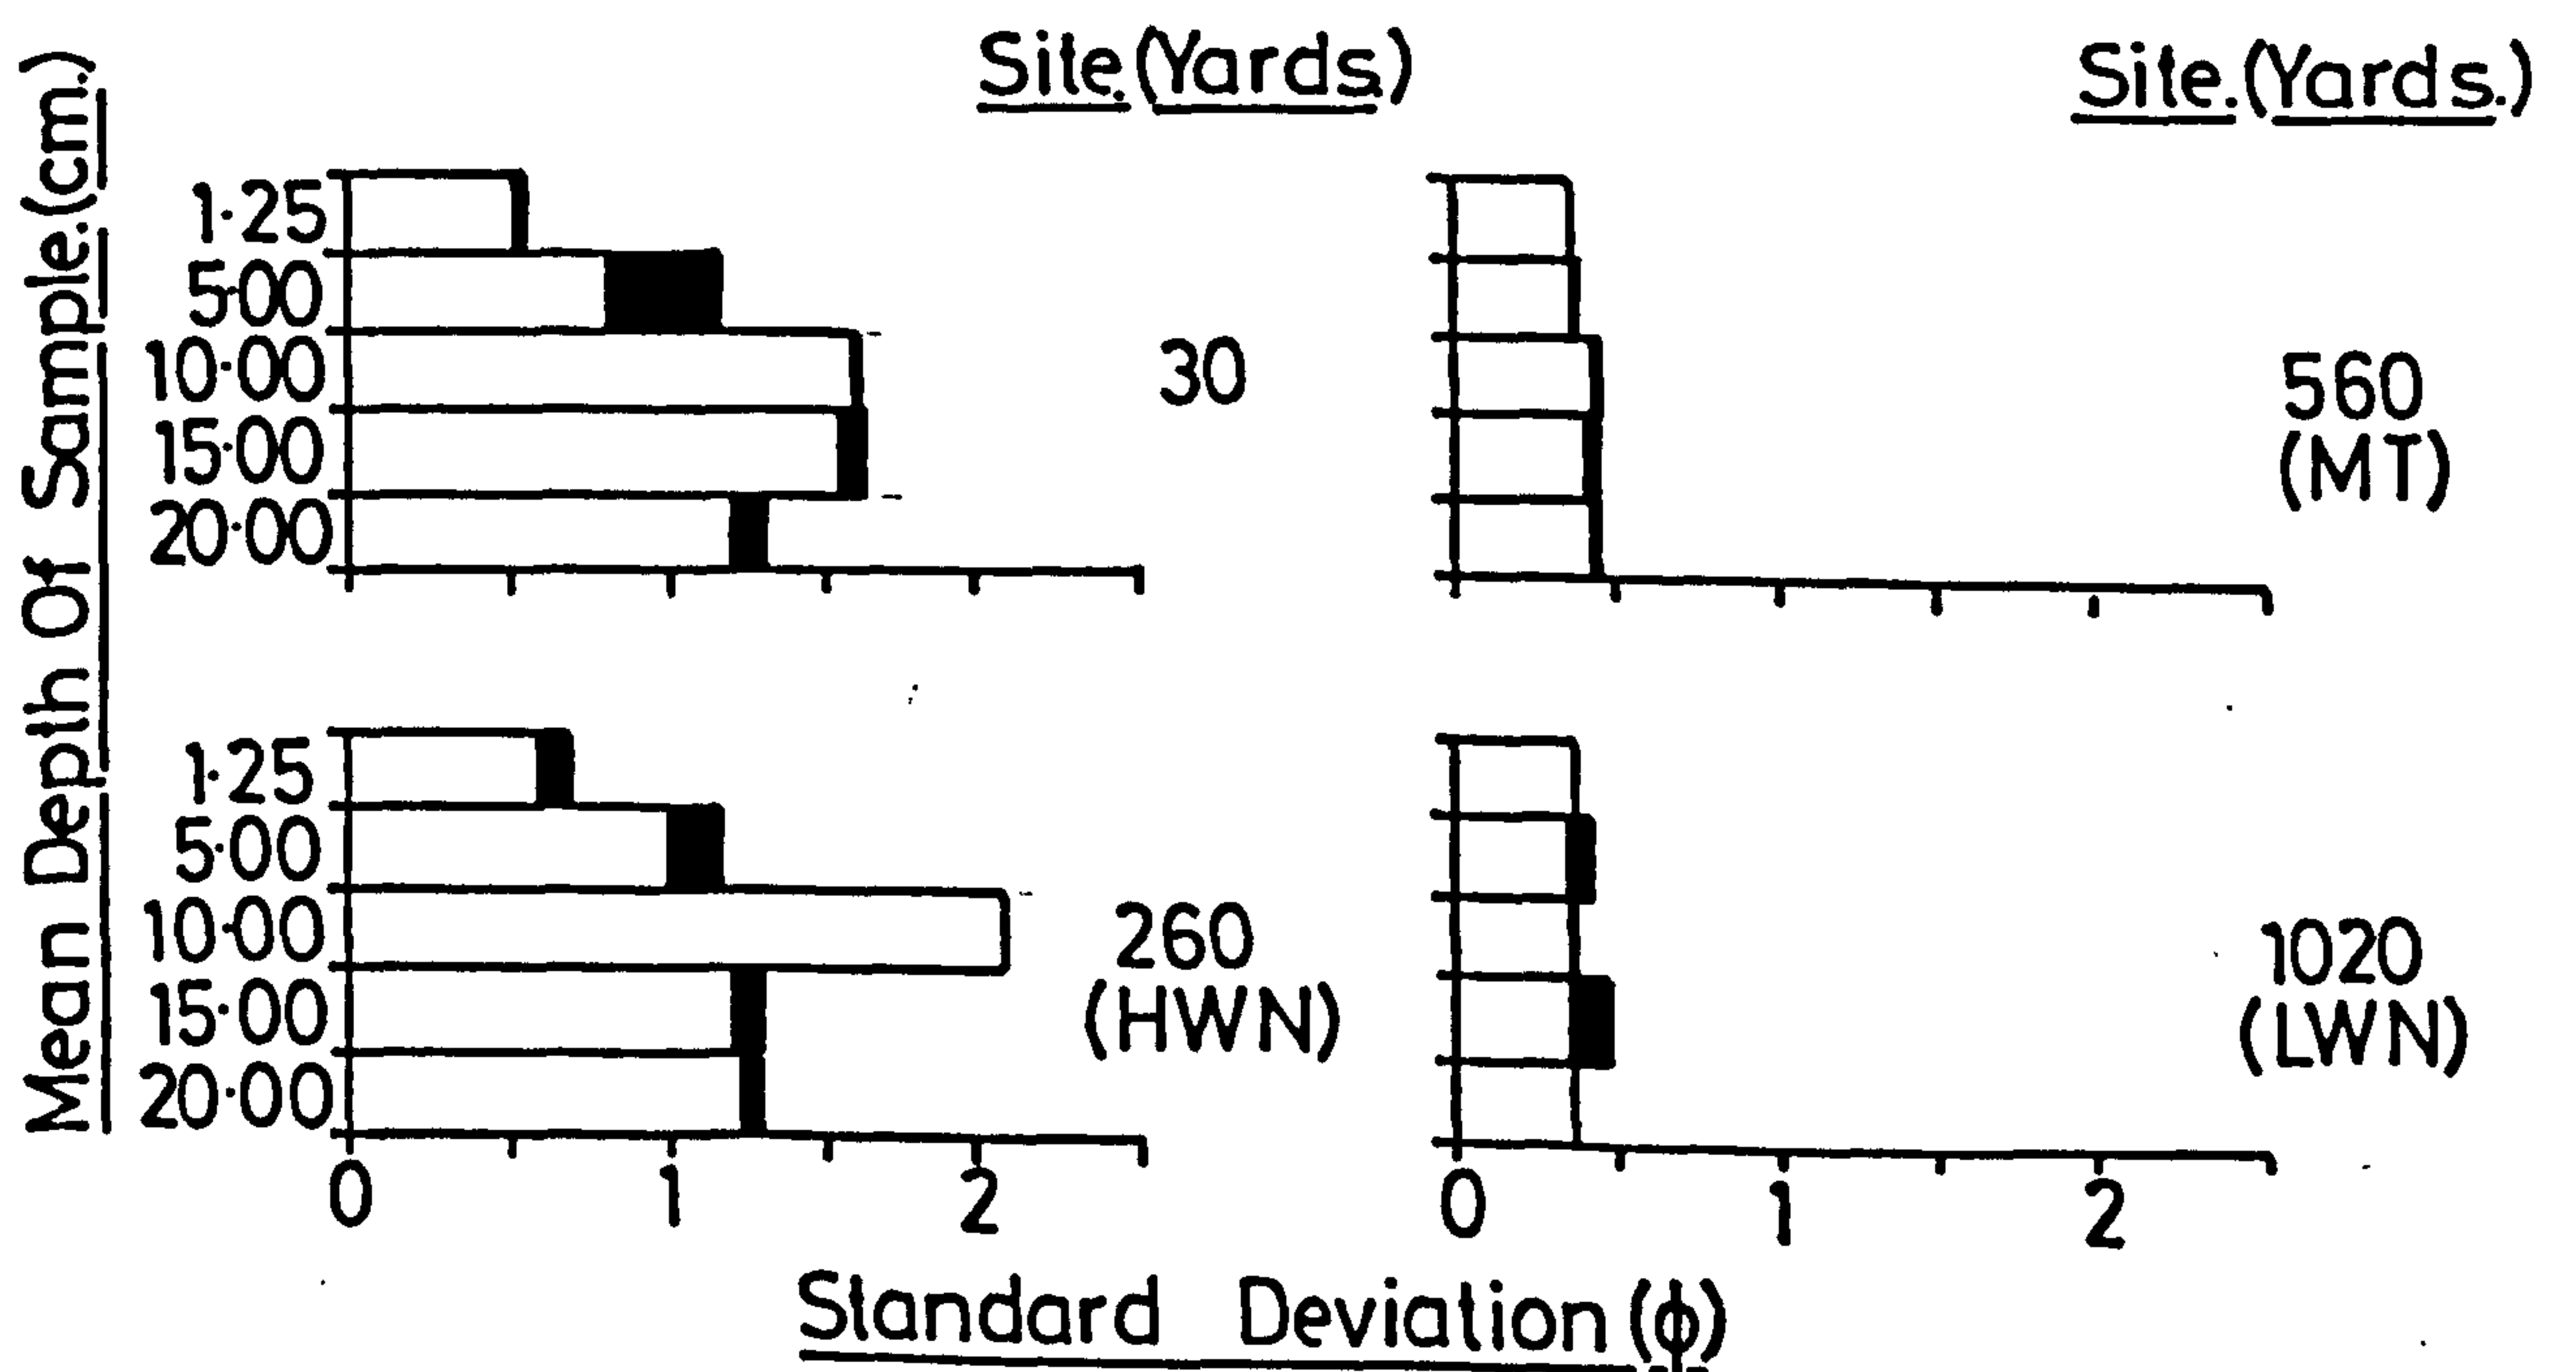 Site.(Yards.)
Site.(Yards.)
Mean Depth Of Sample.(cm.)
1·25
5·00
10·00
15·00
20·00
30
560
(MT)
1·25
5·00
10·00
15·00
20·00
260
(HWN)
1020
(LWN)
0 1 2
0 1 2
Standard Deviation (ϕ)